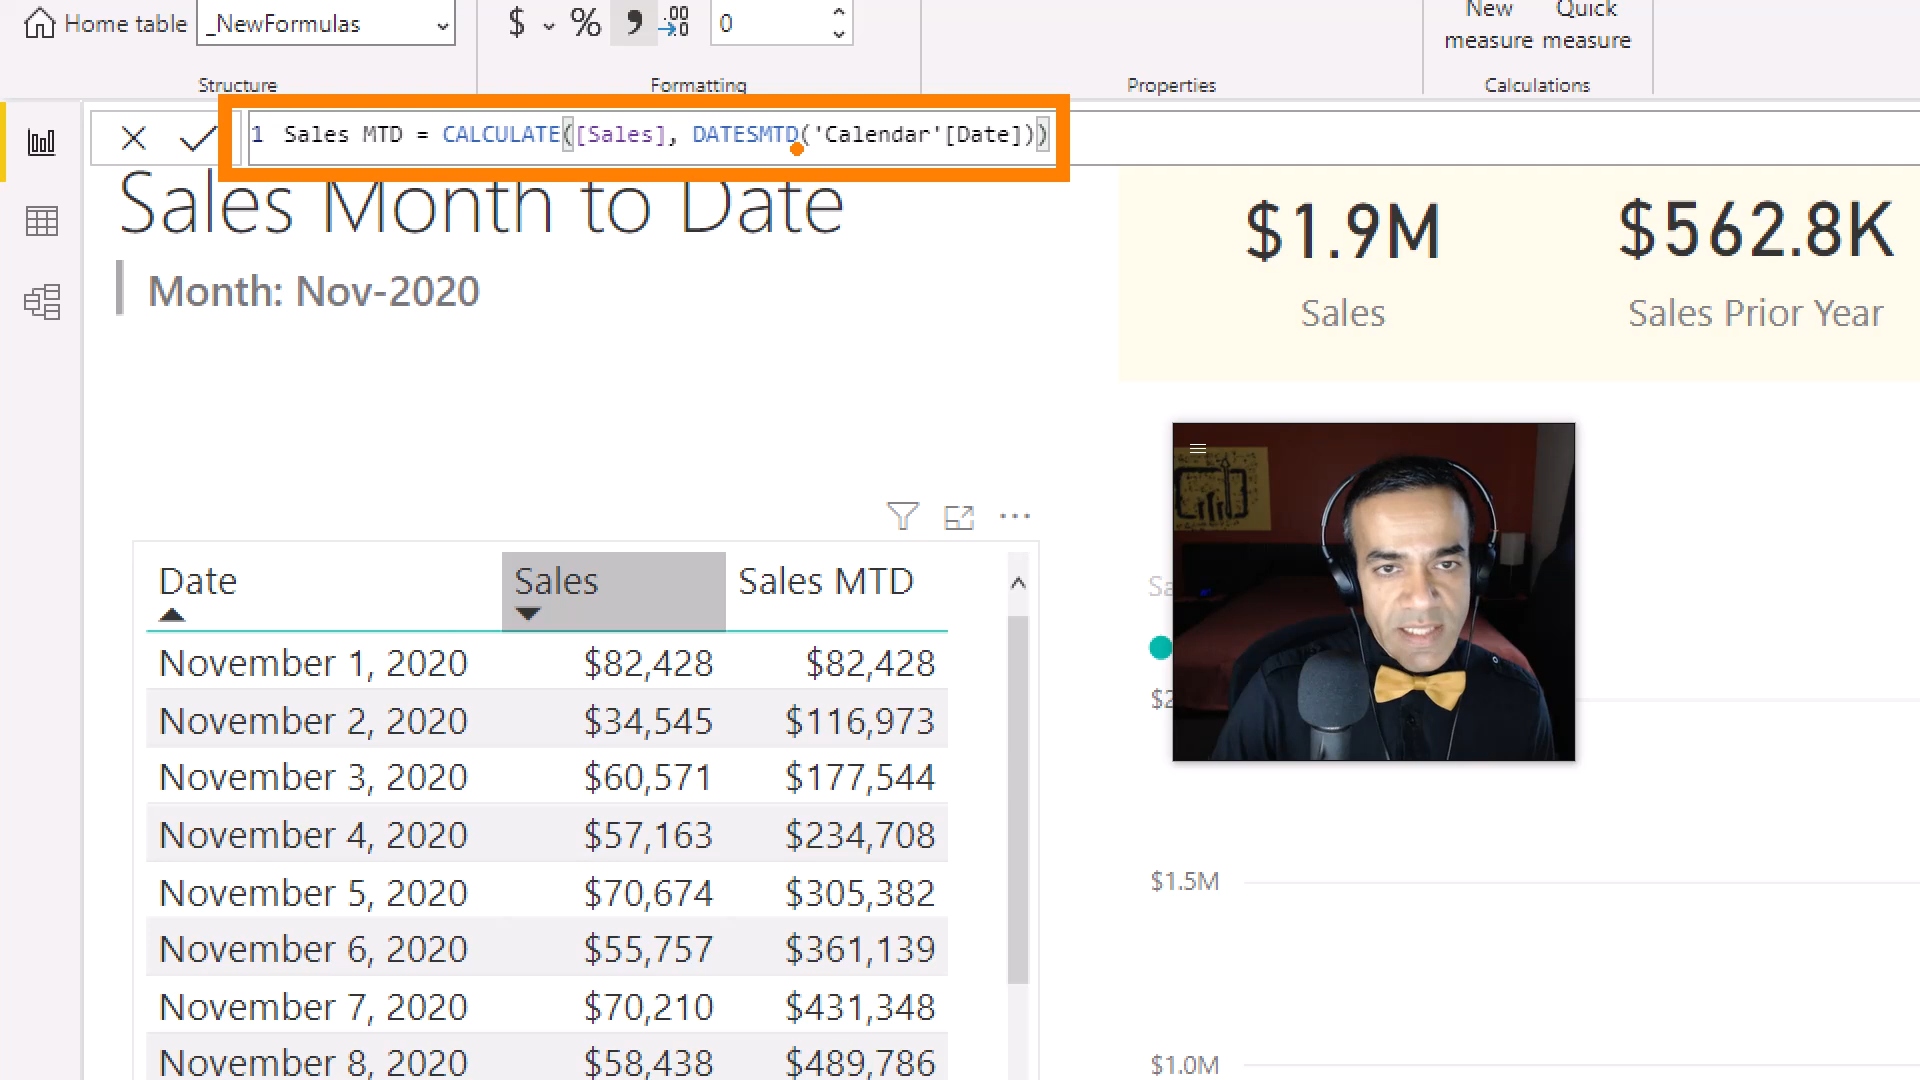 Home table _NewFormulas $ % 9 .00 .0 0 New measure Quick measure
Structure Formatting Properties Calculations
1 Sales MTD = CALCULATE([Sales], DATESMTD('Calendar'[Date]))
Sales Month to Date
Month: Nov-2020
$1.9M
Sales
$562.8K
Sales Prior Year
Date Sales Sales MTD
November 1, 2020 $82,428 $82,428
November 2, 2020 $34,545 $116,973
November 3, 2020 $60,571 $177,544
November 4, 2020 $57,163 $234,708
November 5, 2020 $70,674 $305,382
November 6, 2020 $55,757 $361,139
November 7, 2020 $70,210 $431,348
November 8, 2020 $58,438 $489,786
$1.5M
$1.0M